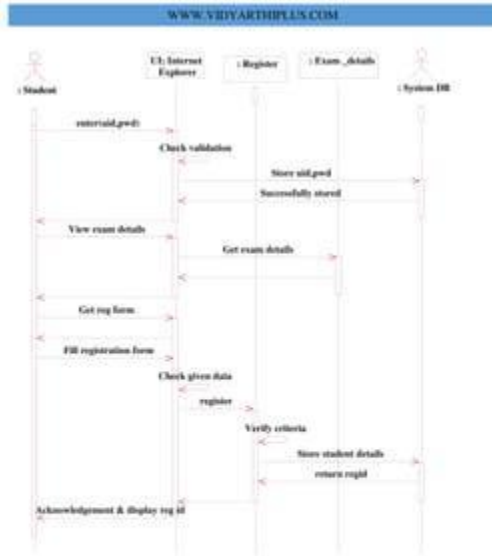 WWW.VIDYARTHIPLUS.COM
: Student
UI: Internet
Explorer
: Register
: Exam_details
: System DB
enter(uid,pwd)
Check validation
Store uid,pwd
Successfully stored
View exam details
Get exam details
Get reg form
Fill registration form
Check given data
register
Verify criteria
Store student details
return regid
Acknowledgement & display reg id